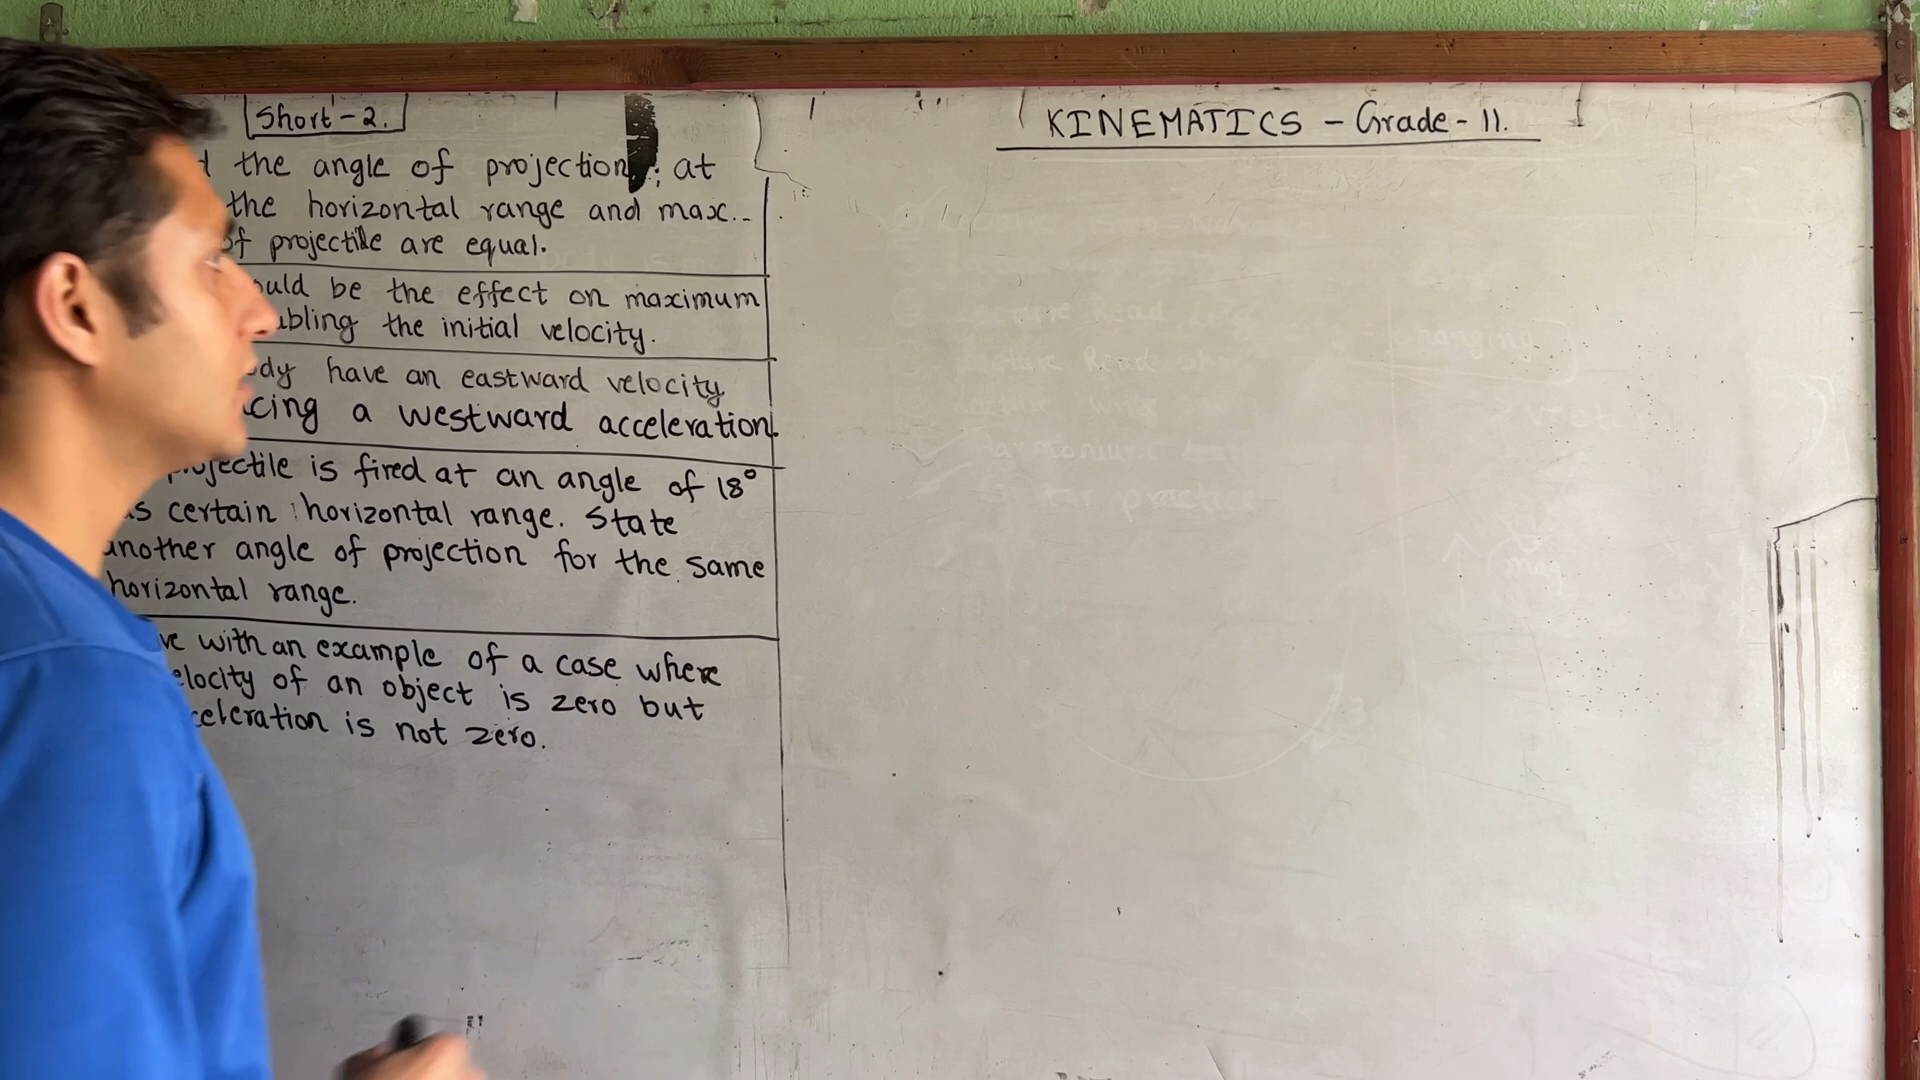 Short-2.
the angle of projection, at
the horizontal range and max..
of projectile are equal.
be the effect on maximum
the initial velocity.
have an eastward velocity
a westward acceleration.
projectile is fired at an angle of 18°
certain horizontal range. State
another angle of projection for the same
horizontal range.
with an example of a case where
of an object is zero but
is not zero.
KINEMATICS - Grade-11.